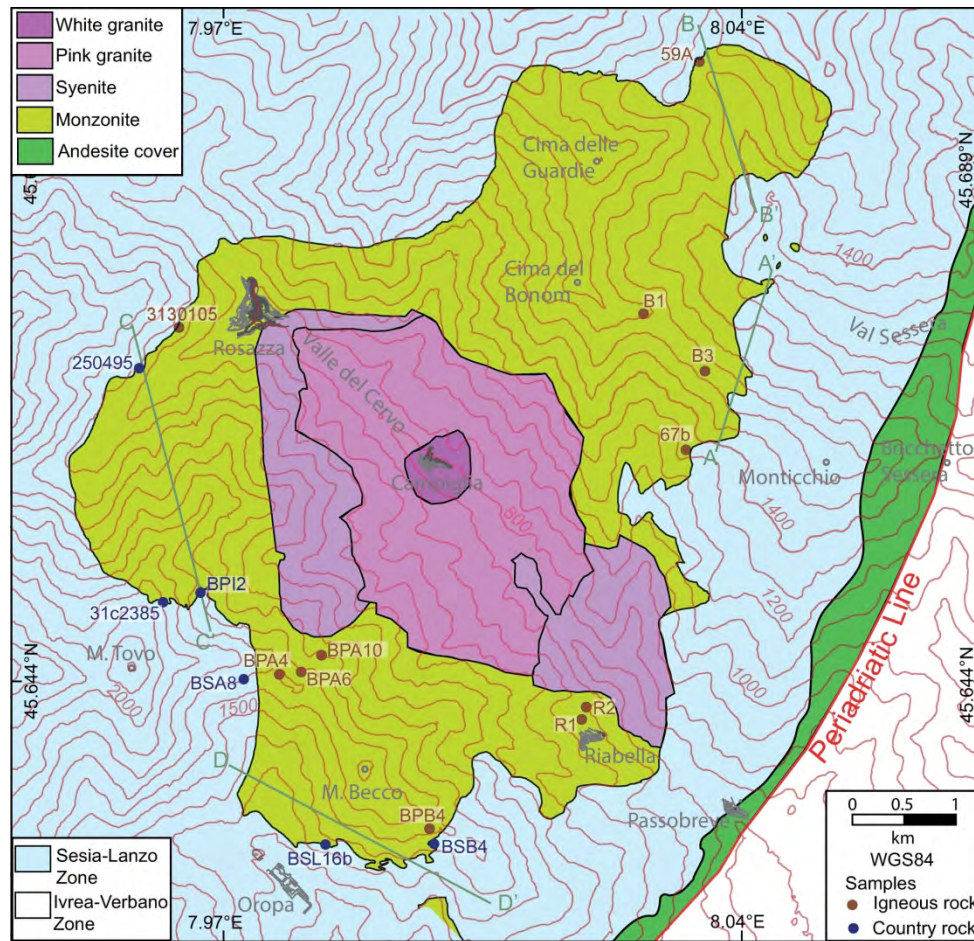 White granite
Pink granite
Syenite
Monzonite
Andesite cover
7.97°E
8.04°E
B
59A
Cima delle
Guardie
45.689°N
B'
A'
1400
Cima del
Bonom
B1
Val Sessera
3130105
C
Rosazza
250495
Valle del Cervo
B3
67b
A
Monticchio
Bocchetto
Sessera
Campiglia
1400
800
BPI2
31c2385
C'
1200
M. Tovo
BPA10
BPA4
BPA6
BSA8
2000
1500
1000
45.644°N
45.644°N
R2
R1
Riabella
Periadriatic Line
D
M. Becco
Passobreve
BPB4
BSB4
BSL16b
Oropa
D'
7.97°E
8.04°E
Sesia-Lanzo
Zone
Ivrea-Verbano
Zone
0 0.5 1
km
WGS84
Samples
Igneous rock
Country rock